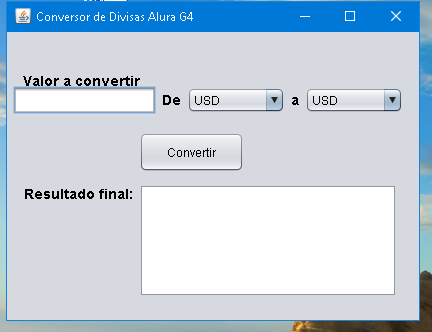 Conversor de Divisas Alura G4
Valor a convertir
De USD a USD
Convertir
Resultado final: